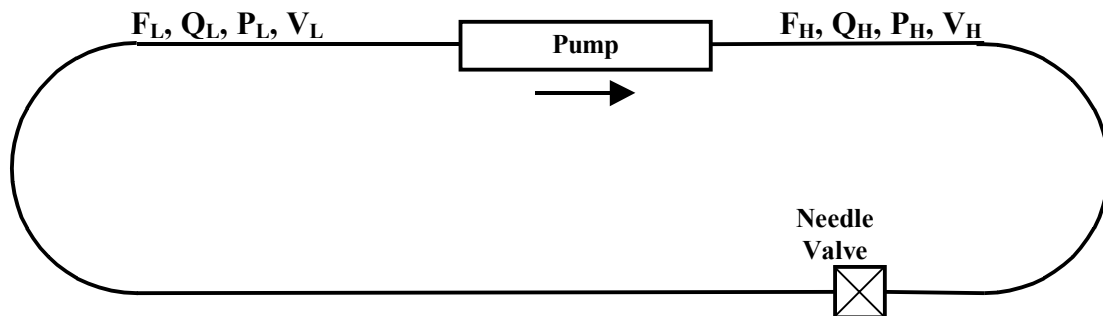 F_L, Q_L, P_L, V_L
Pump
F_H, Q_H, P_H, V_H
Needle
Valve